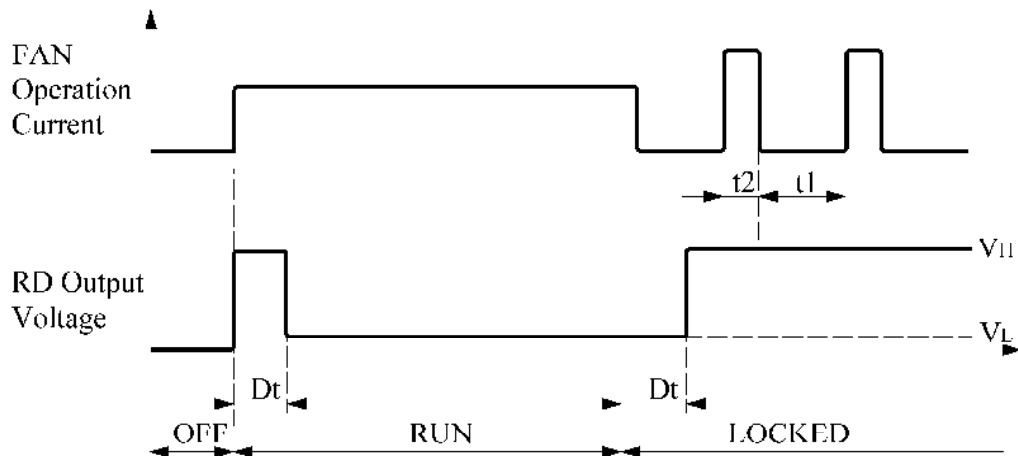 FAN
Operation
Current
t2
t1
VH
RD Output
Voltage
VL
Dt
Dt
OFF
RUN
LOCKED